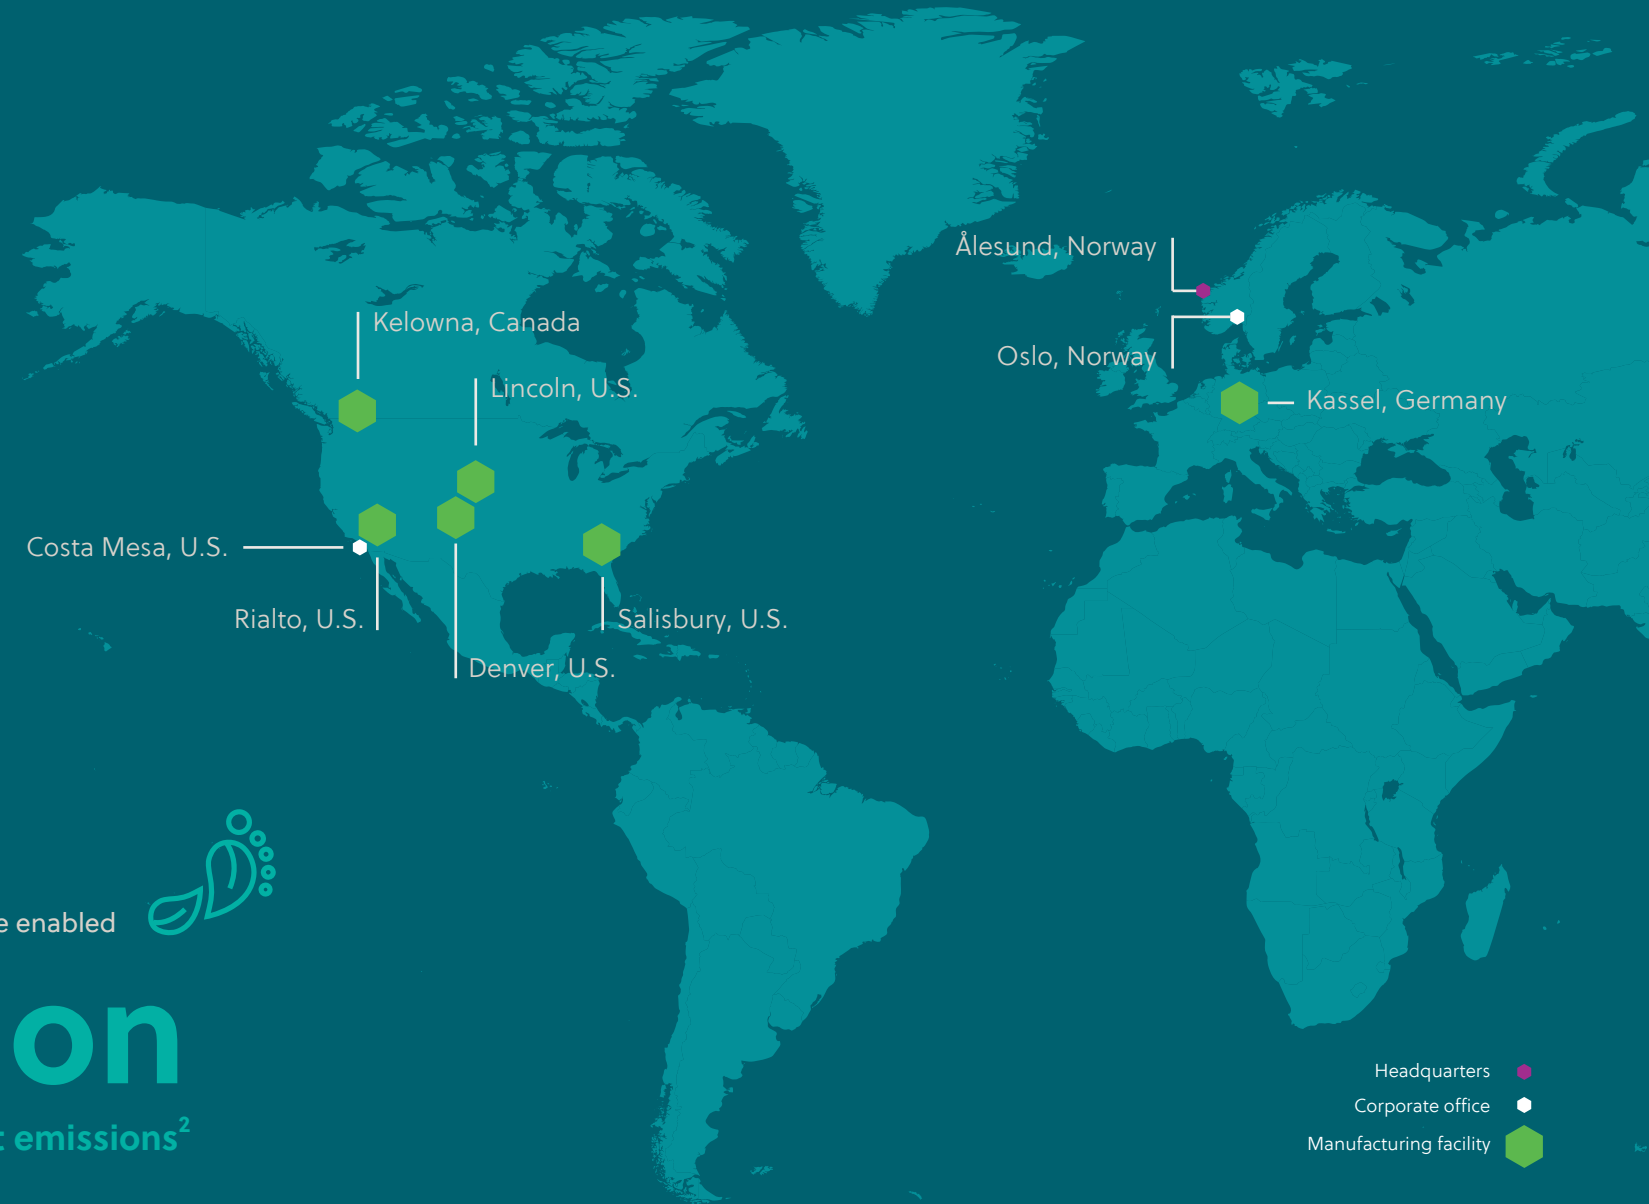 Ålesund, Norway
Kelowna, Canada
Oslo, Norway
Lincoln, U.S.
Kassel, Germany
Costa Mesa, U.S.
Rialto, U.S.
Salisbury, U.S.
Denver, U.S.
enabled
on
emissions²
Headquarters
Corporate office
Manufacturing facility